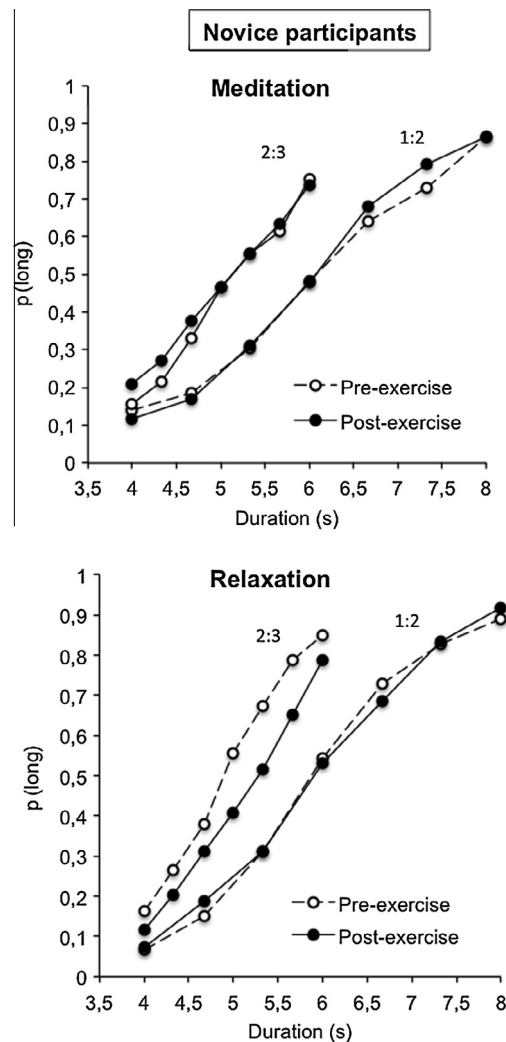 Novice participants
Meditation
1
0,9
0,8
0,7
0,6
0,5
0,4
0,3
0,2
0,1
0
p (long)
2:3
1:2
Pre-exercise
Post-exercise
3,5 4 4,5 5 5,5 6 6,5 7 7,5 8
Duration (s)
Relaxation
1
0,9
0,8
0,7
0,6
0,5
0,4
0,3
0,2
0,1
0
p (long)
2:3
1:2
Pre-exercise
Post-exercise
3,5 4 4,5 5 5,5 6 6,5 7 7,5 8
Duration (s)